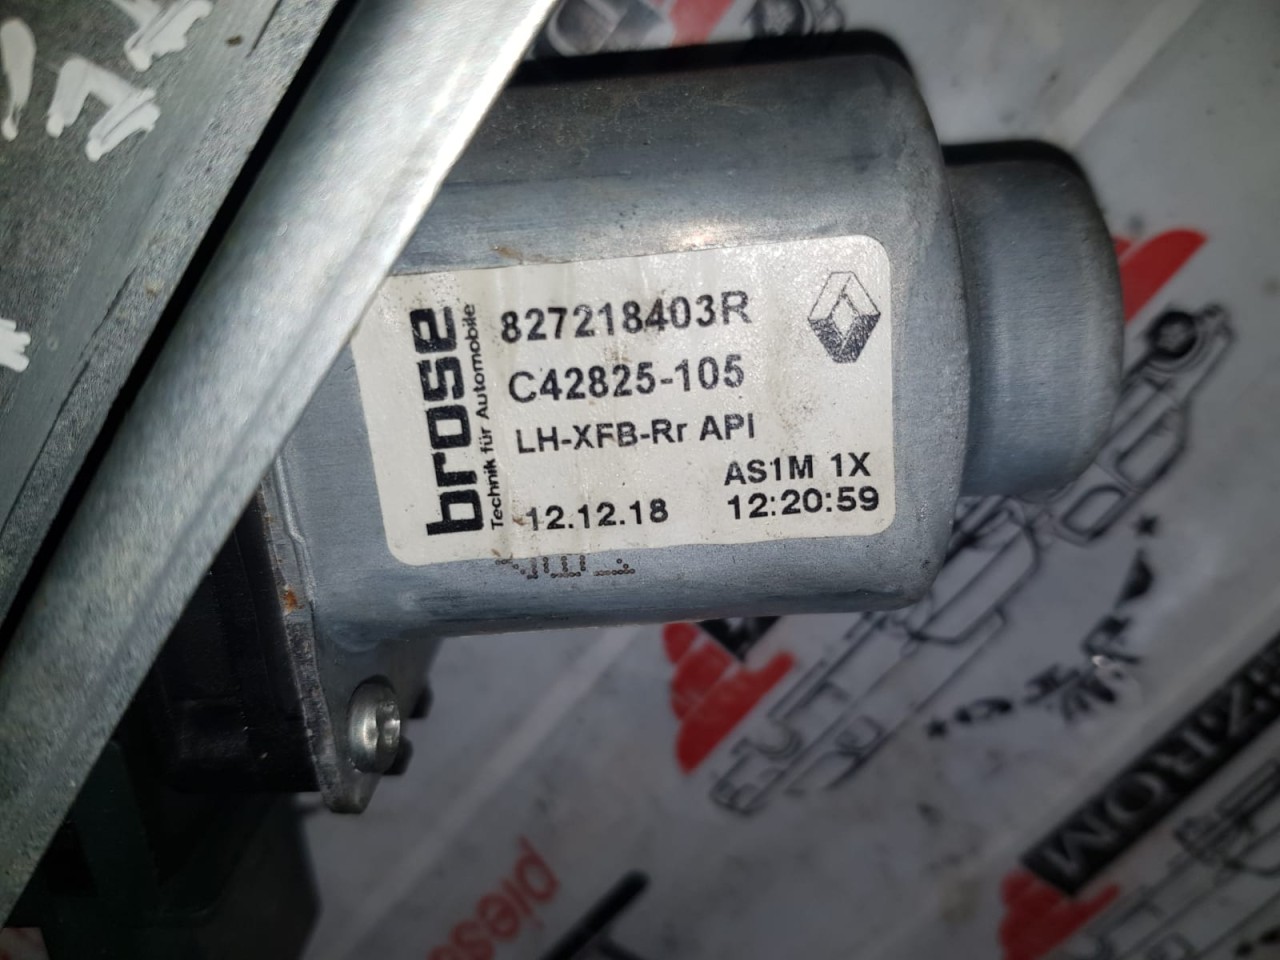 brose
Technik für Automobile
827218403R
C42825-105
LH-XFB-Rr API
AS1M 1X
12.12.18 12:20:59
piese